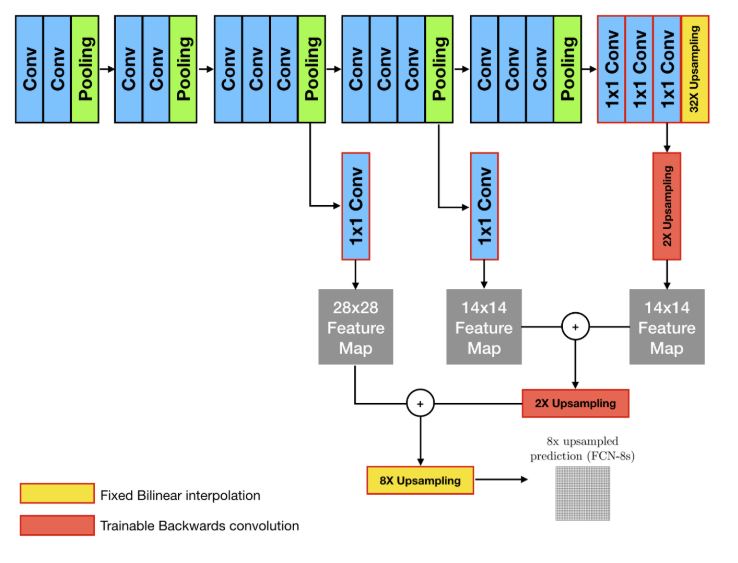 Conv
Conv
Pooling
Conv
Conv
Pooling
Conv
Conv
Conv
Pooling
Conv
Conv
Conv
Pooling
Conv
Conv
Conv
Pooling
1x1 Conv
1x1 Conv
1x1 Conv
32X Upsampling
1x1 Conv
1x1 Conv
2X Upsampling
28x28
Feature
Map
14x14
Feature
Map
+
14x14
Feature
Map
+
2X Upsampling
8X Upsampling
8x upsampled
prediction (FCN-8s)
Fixed Bilinear interpolation
Trainable Backwards convolution